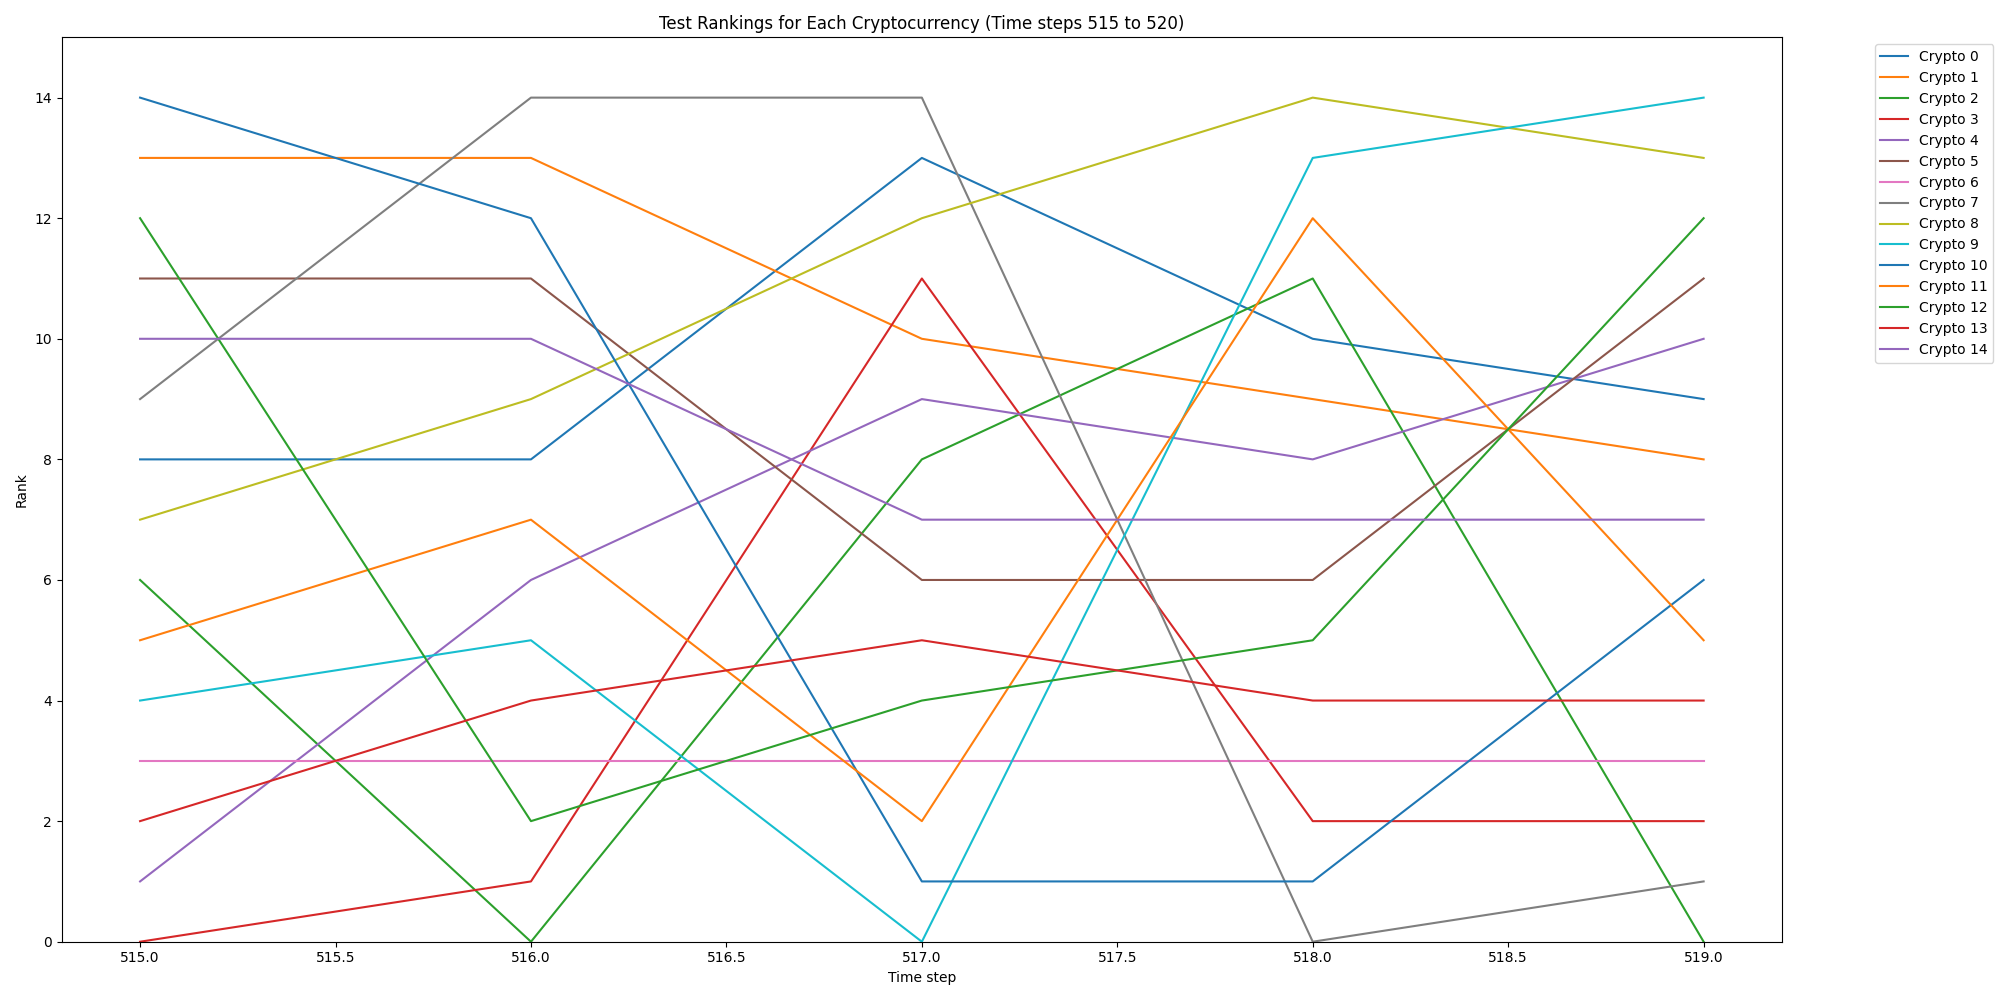 Test Rankings for Each Cryptocurrency (Time steps 515 to 520)
Rank
14
12
10
8
6
4
2
0
515.0 515.5 516.0 516.5 517.0 517.5 518.0 518.5 519.0
Time step
Crypto 0
Crypto 1
Crypto 2
Crypto 3
Crypto 4
Crypto 5
Crypto 6
Crypto 7
Crypto 8
Crypto 9
Crypto 10
Crypto 11
Crypto 12
Crypto 13
Crypto 14